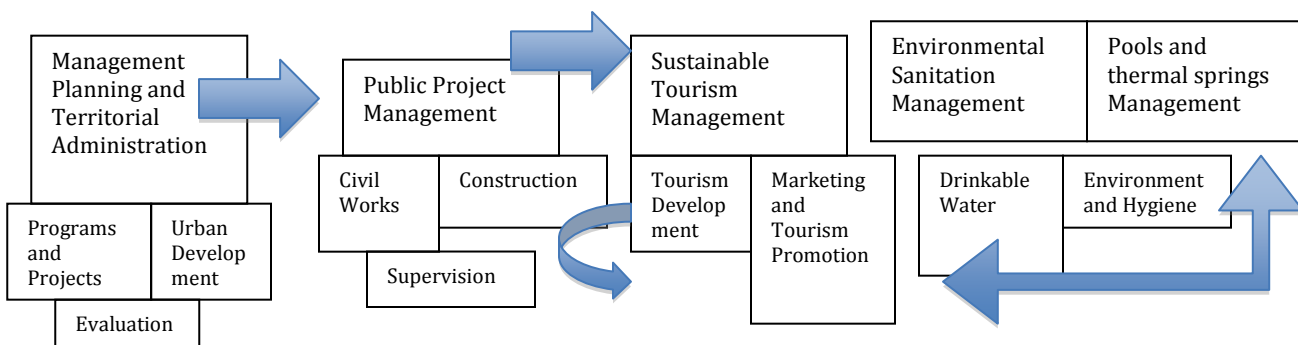 Management
Planning and
Territorial
Administration
Programs
and
Projects
Urban
Develop
ment
Evaluation
Public Project
Management
Civil
Works
Construction
Supervision
Sustainable
Tourism
Management
Tourism
Develop
ment
Marketing
and
Tourism
Promotion
Environmental
Sanitation
Management
Pools and
thermal springs
Management
Drinkable
Water
Environment
and Hygiene